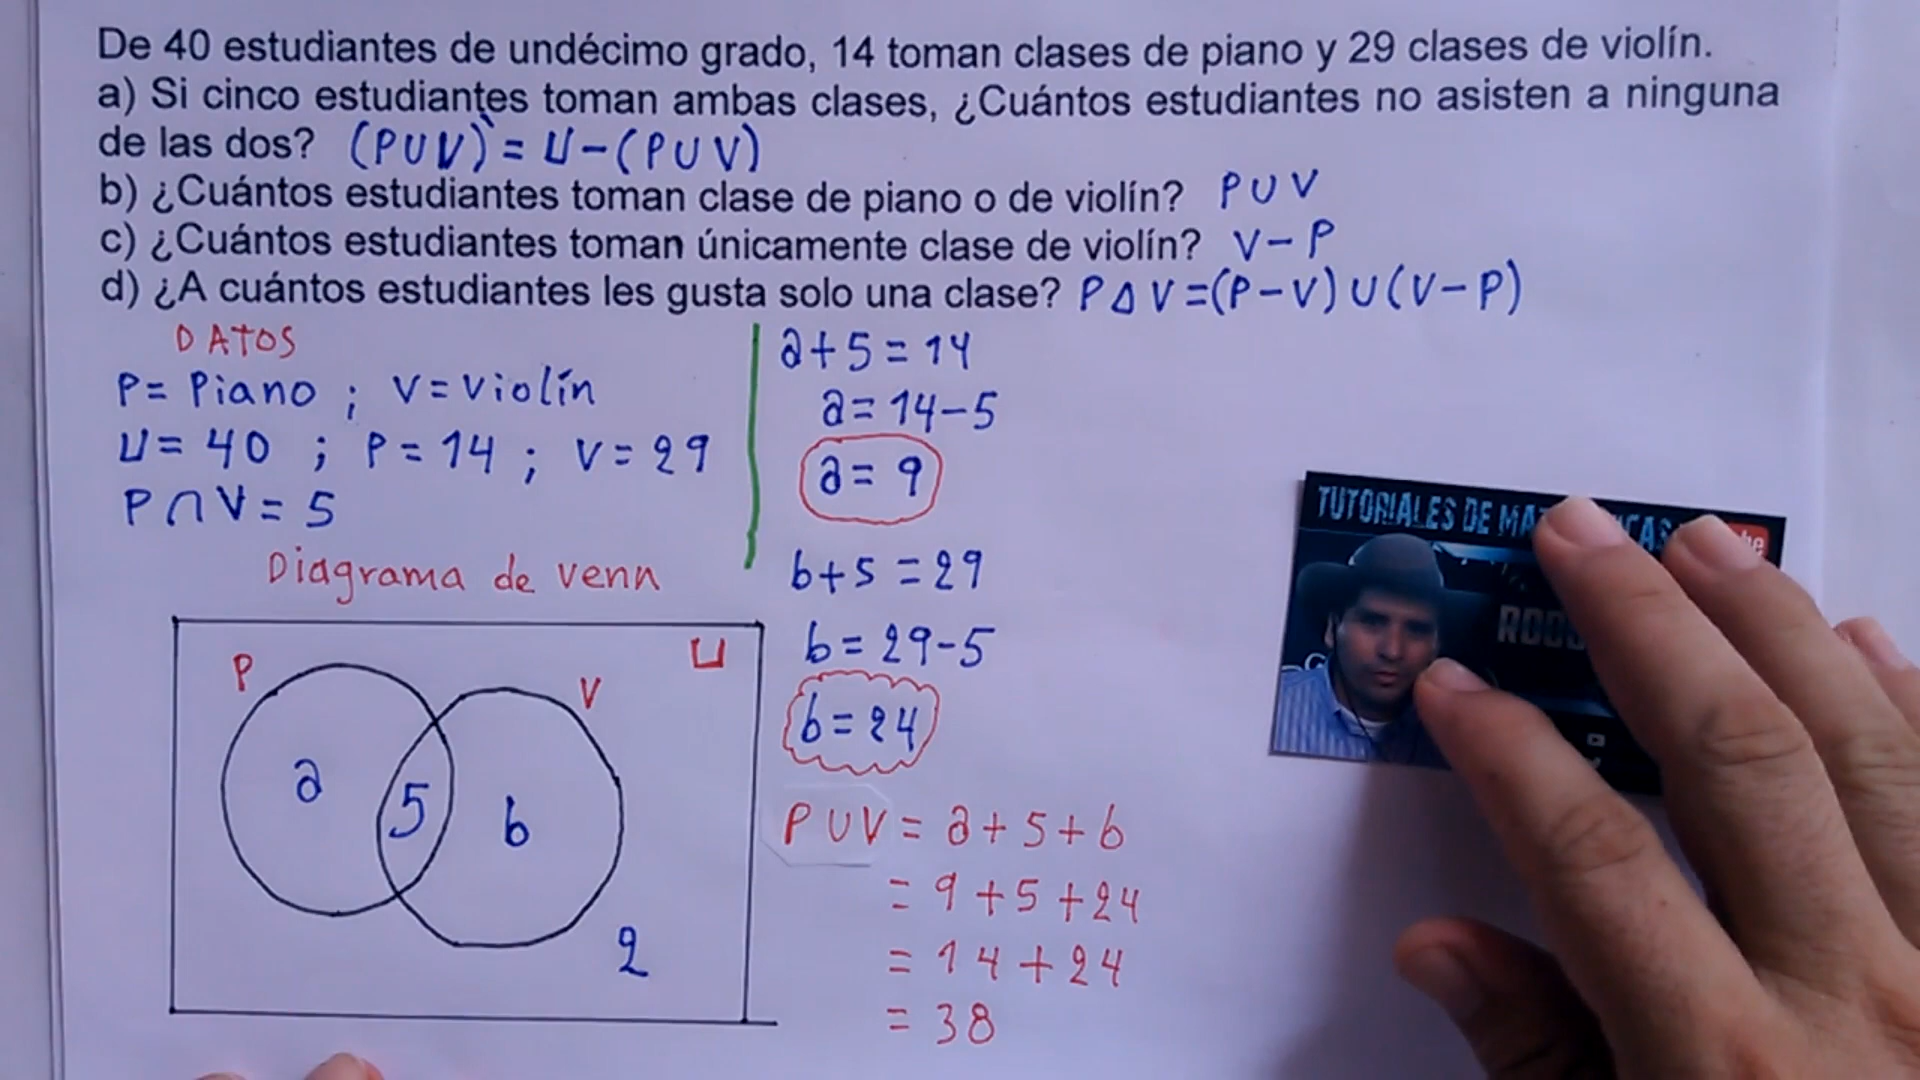 De 40 estudiantes de undécimo grado, 14 toman clases de piano y 29 clases de violín.
a) Si cinco estudiantes toman ambas clases, ¿Cuántos estudiantes no asisten a ninguna
de las dos? (P∪V)` = U-(P∪V)
b) ¿Cuántos estudiantes toman clase de piano o de violín? P∪V
c) ¿Cuántos estudiantes toman únicamente clase de violín? V-P
d) ¿A cuántos estudiantes les gusta solo una clase? PΔV=(P-V)∪(V-P)
DATOS
P= Piano ; V=Violín
U= 40 ; P=14 ; V=29
P∩V=5
Diagrama de venn
P
V
U
a
5
b
2
a+5=14
a=14-5
a=9
b+5=29
b=29-5
b=24
P∪V=a+5+b
=9+5+24
=14+24
=38
TUTORIALES DE